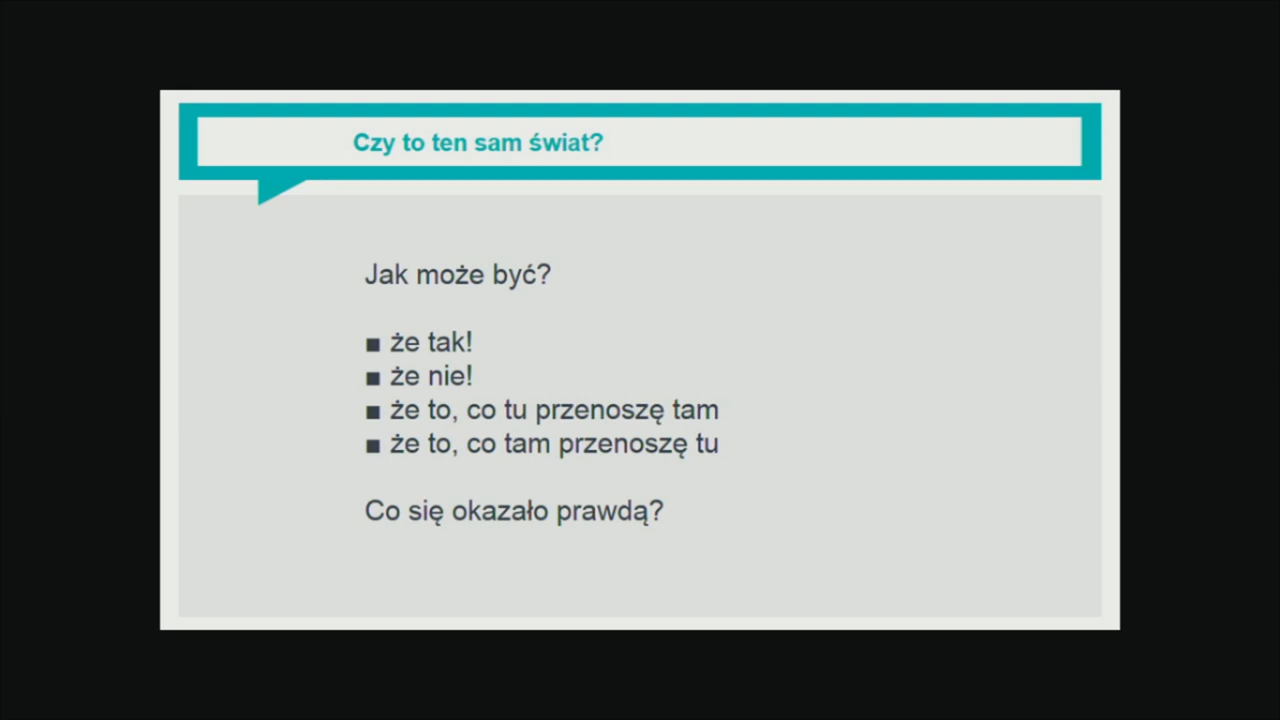 Czy to ten sam świat?
Jak może być?
▪ że tak!
▪ że nie!
▪ że to, co tu przenoszę tam
▪ że to, co tam przenoszę tu
Co się okazało prawdą?